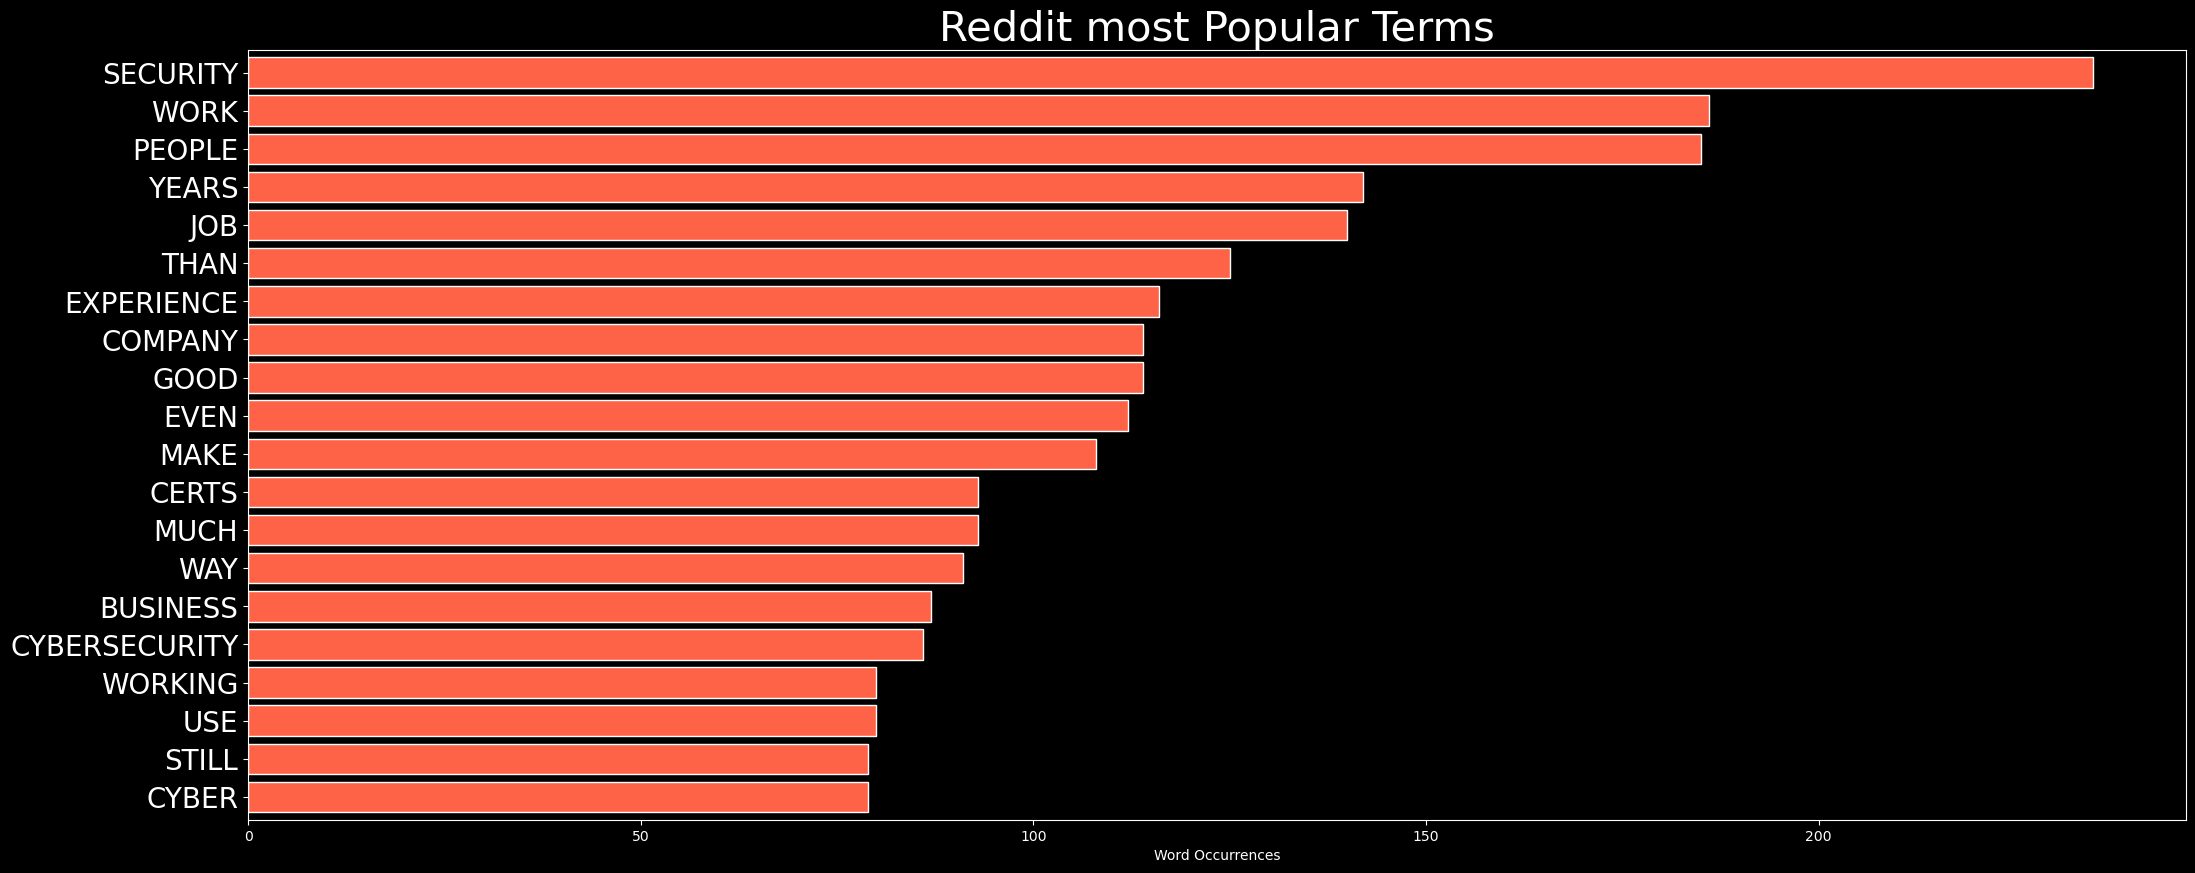 Reddit most Popular Terms
SECURITY
WORK
PEOPLE
YEARS
JOB
THAN
EXPERIENCE
COMPANY
GOOD
EVEN
MAKE
CERTS
MUCH
WAY
BUSINESS
CYBERSECURITY
WORKING
USE
STILL
CYBER
0 50 100 150 200
Word Occurrences